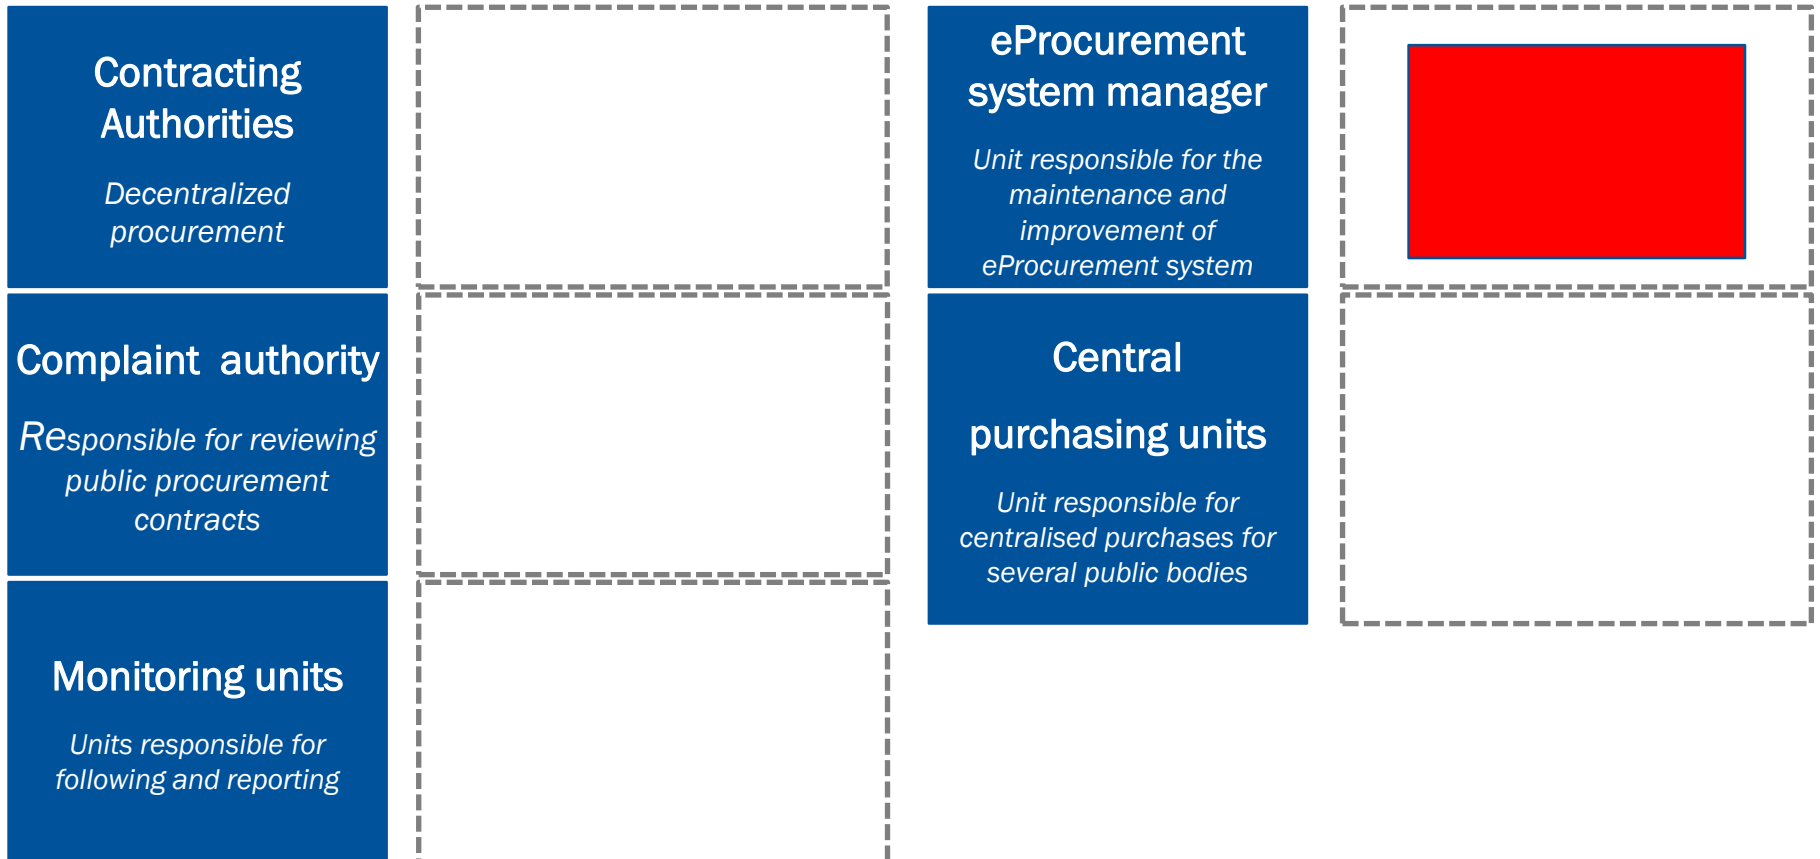 Contracting
Authorities
Decentralized
procurement
Complaint  authority
Responsible for reviewing
public procurement
contracts
Monitoring units
Units responsible for
following and reporting
eProcurement
system manager
Unit responsible for the
maintenance and
improvement of
eProcurement system
Central
purchasing units
Unit responsible for
centralised purchases for
several public bodies